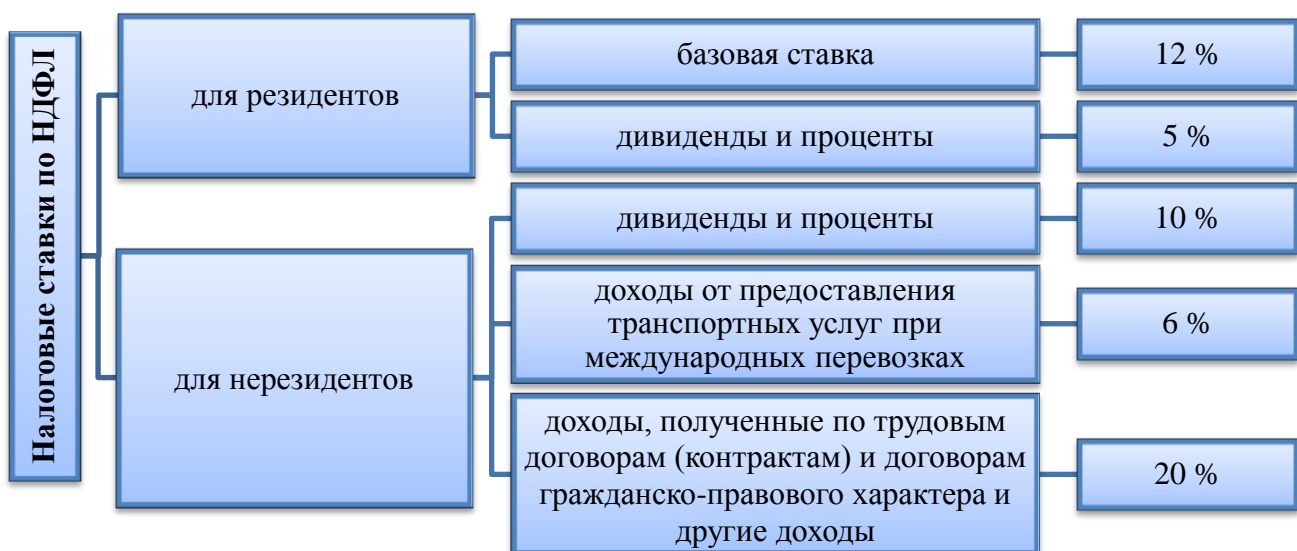 Налоговые ставки по НДФЛ
для резидентов
базовая ставка
12 %
дивиденды и проценты
5 %
для нерезидентов
дивиденды и проценты
10 %
доходы от предоставления
транспортных услуг при
международных перевозках
6 %
доходы, полученные по трудовым
договорам (контрактам) и договорам
гражданско-правового характера и
другие доходы
20 %